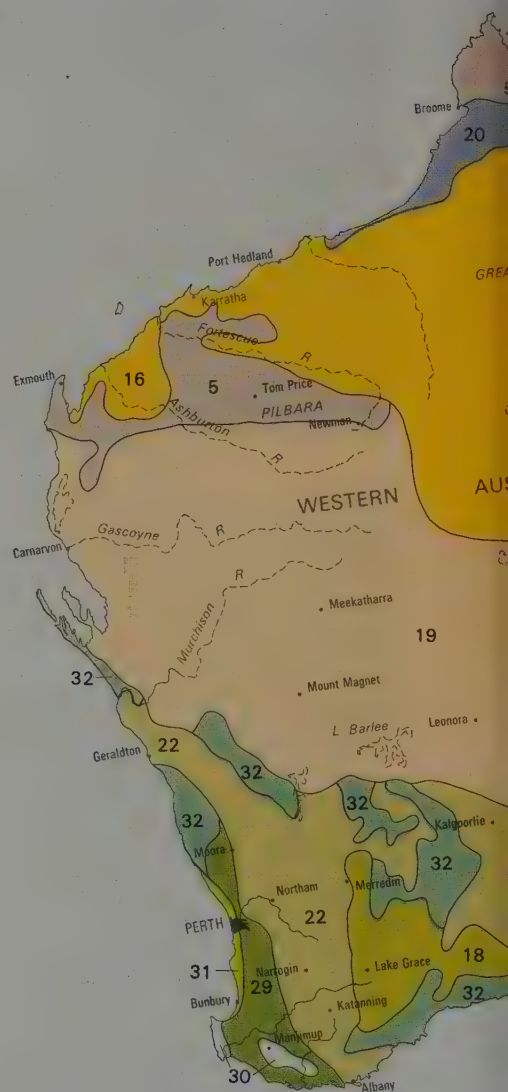 5
Broome
20
Port Hedland
GREA
Karratha
Fortescue
R
Exmouth
16
5
Tom Price
PILBARA
Ashburton
R
Newman
WESTERN
AUS
Gascoyne
R
Carnarvon
R
Murchison
Meekatharra
19
32
Mount Magnet
L Barlee
Leonora
22
Geraldton
32
32
32
Kalgoorlie
Moora
32
Merredin
Northam
22
PERTH
18
31
29
Narrogin
Lake Grace
32
Bunbury
Katanning
Manjimup
30
Albany